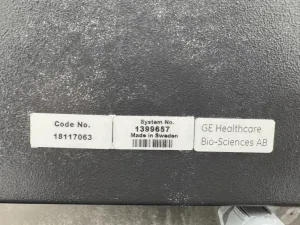 Code No.
18117063
System No.
1399657
Made in Sweden
GE Healthcare
Bio-Sciences AB